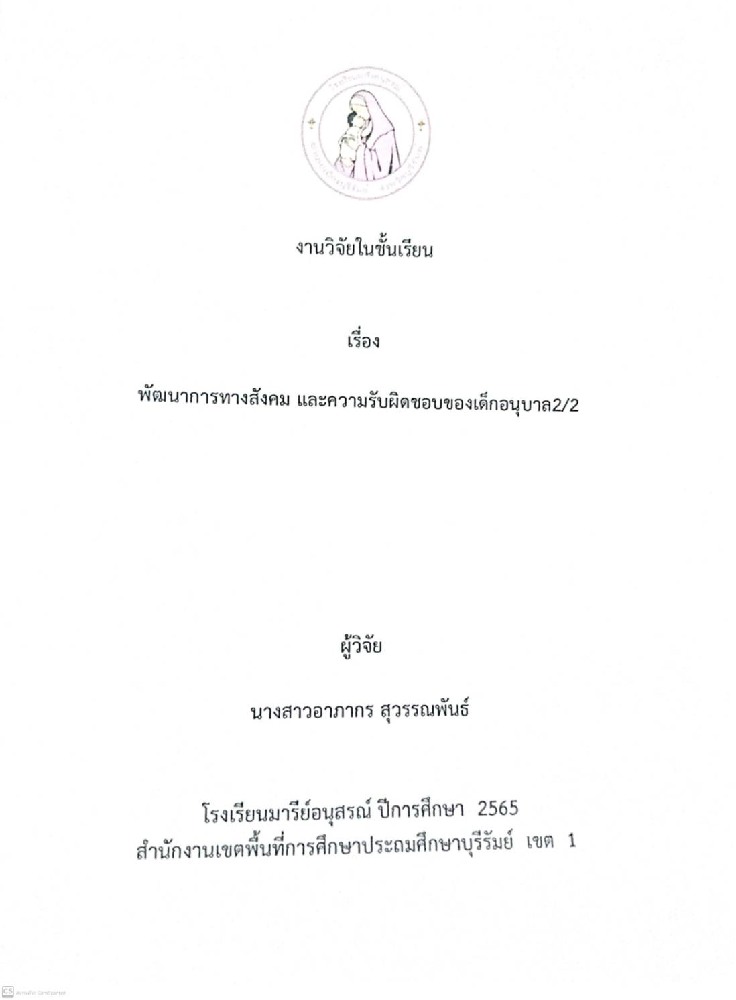 งานวิจัยในชั้นเรียน
เรื่อง
พัฒนาการทางสังคม และความรับผิดชอบของเด็กอนุบาล2/2
ผู้วิจัย
นางสาวอาภากร สุวรรณพันธ์
โรงเรียนมารีย์อนุสรณ์ ปีการศึกษา 2565
สำนักงานเขตพื้นที่การศึกษาประถมศึกษาบุรีรัมย์ เขต 1
CS สแกนด้วย CamScanner